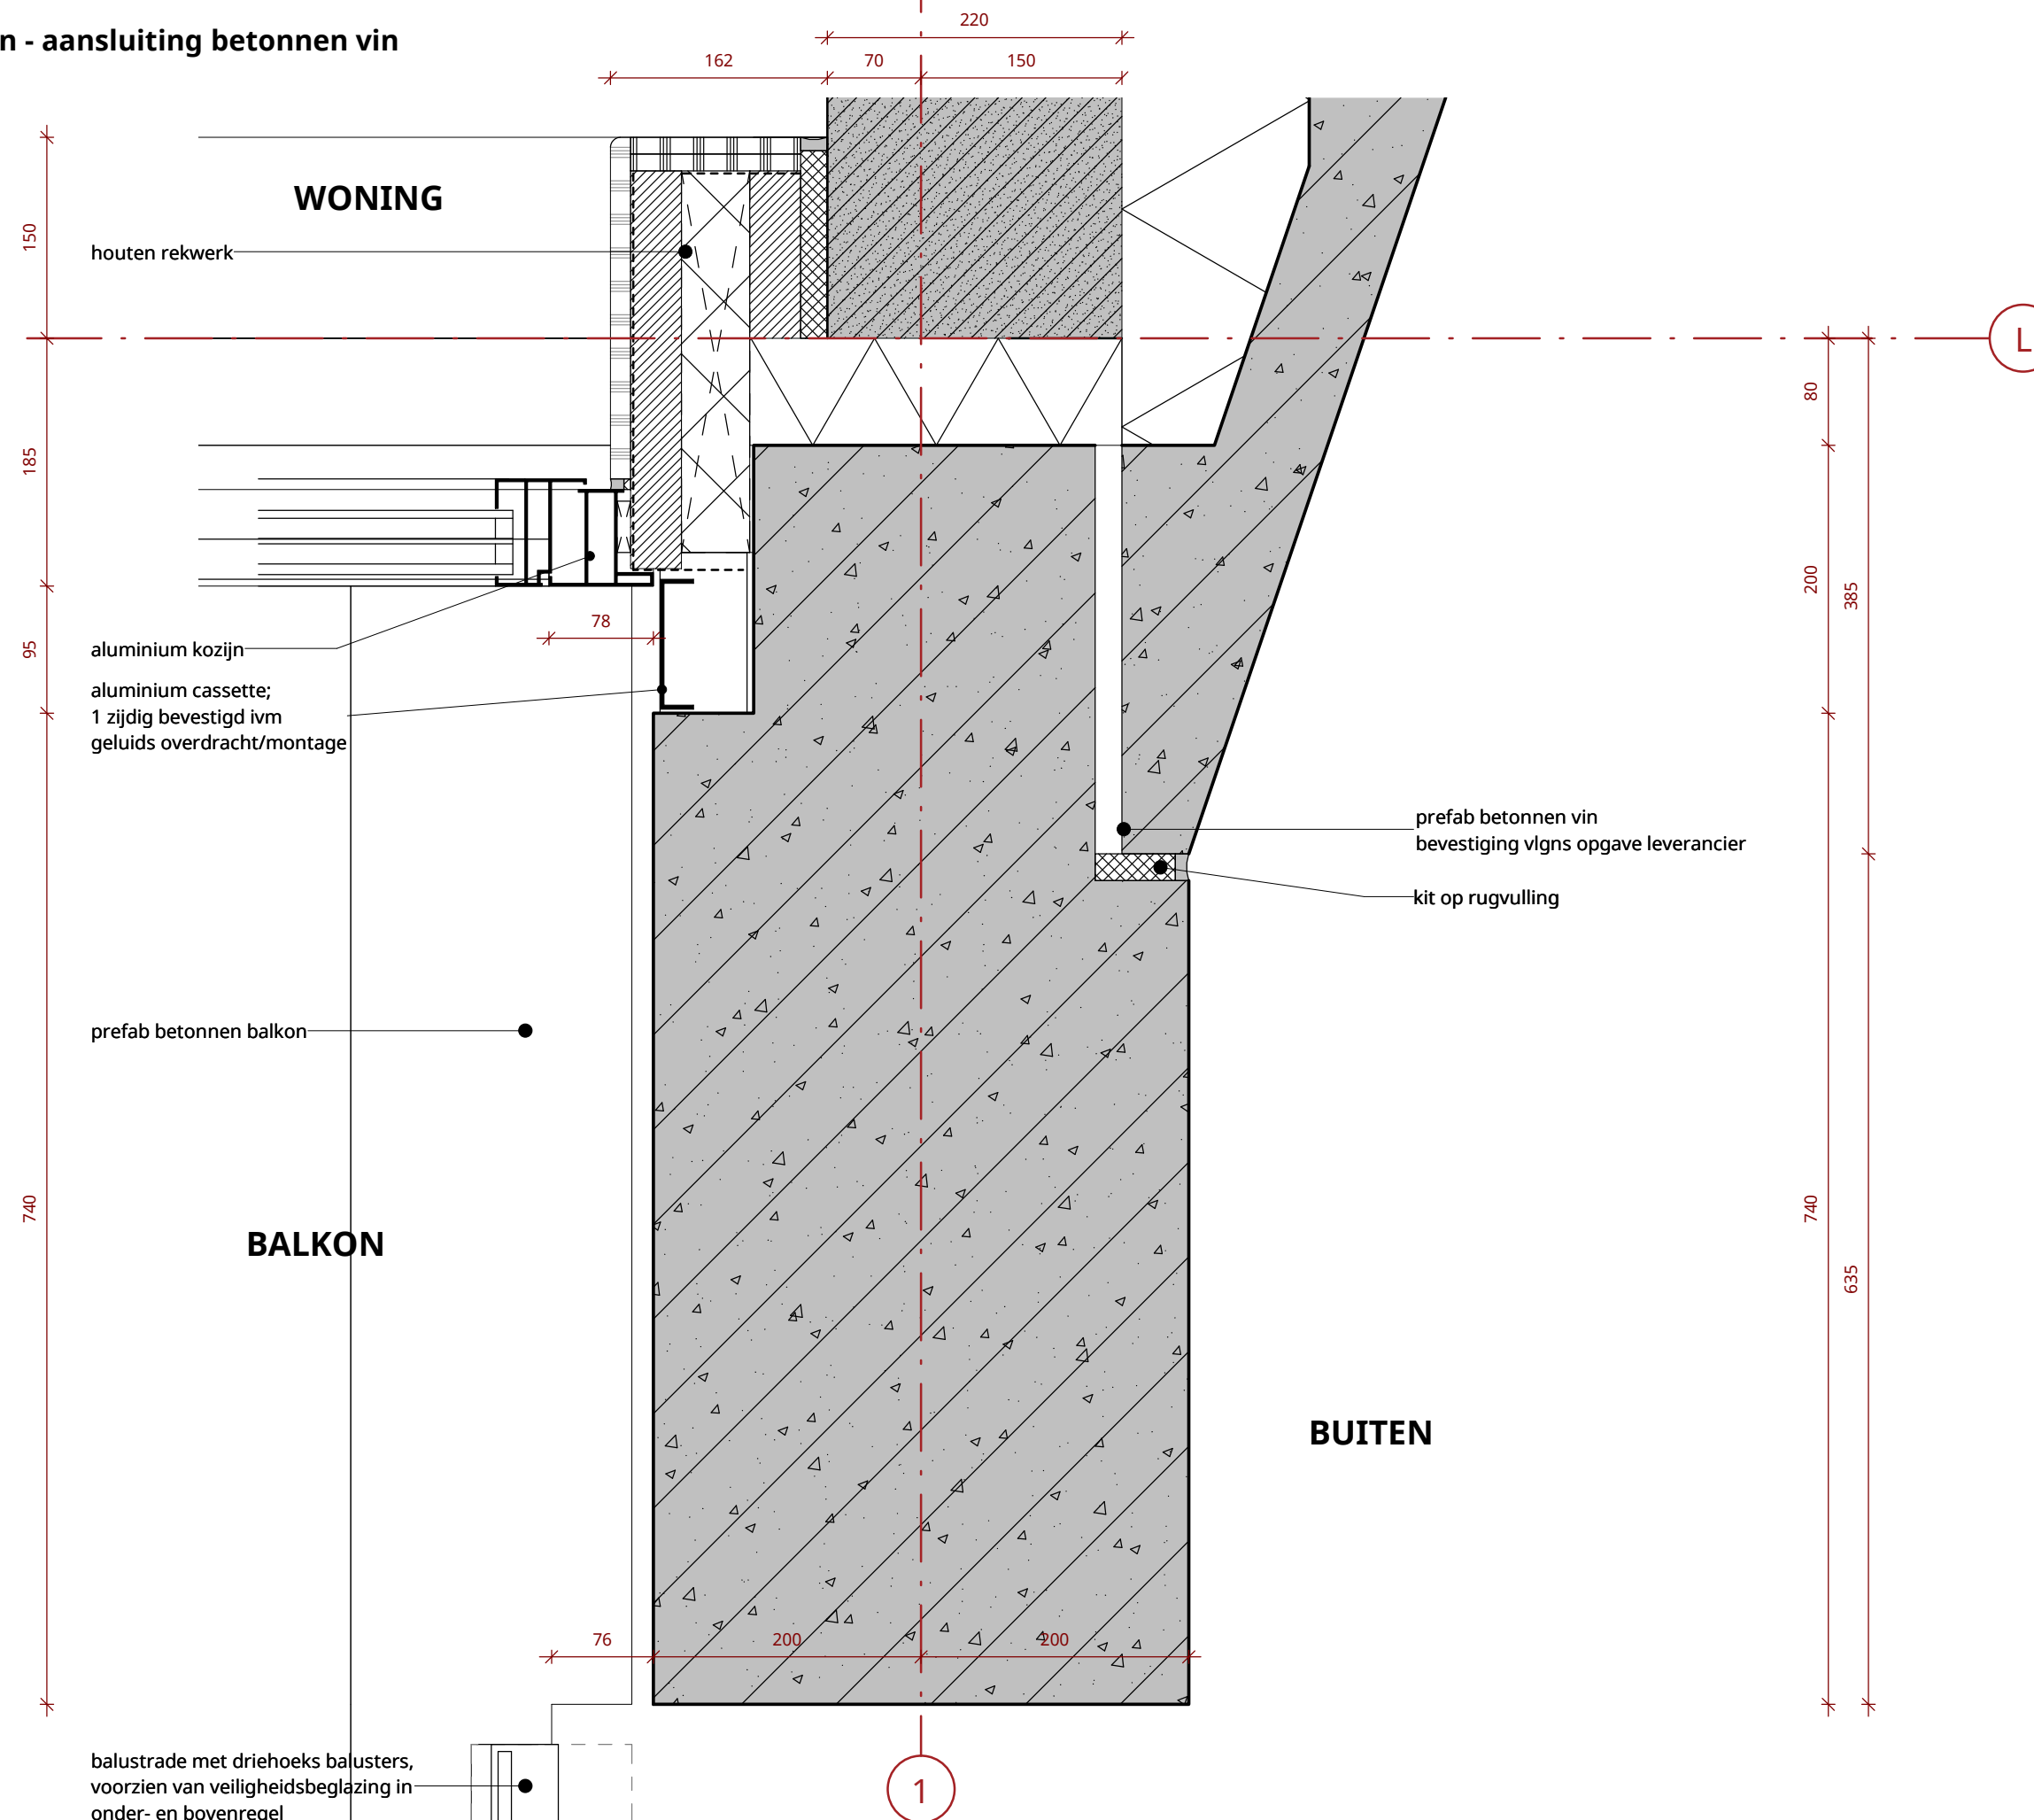 n - aansluiting betonnen vin
220
162
70
150
WONING
150
houten rekwerk
L
80
185
200
385
78
95
aluminium kozijn
aluminium cassette;
1 zijdig bevestigd ivm
geluids overdracht/montage
prefab betonnen vin
bevestiging vlgns opgave leverancier
kit op rugvulling
prefab betonnen balkon
740
740
BALKON
635
BUITEN
76
200
200
balustrade met driehoeks balusters,
voorzien van veiligheidsbeglazing in
onder- en bovenregel
1